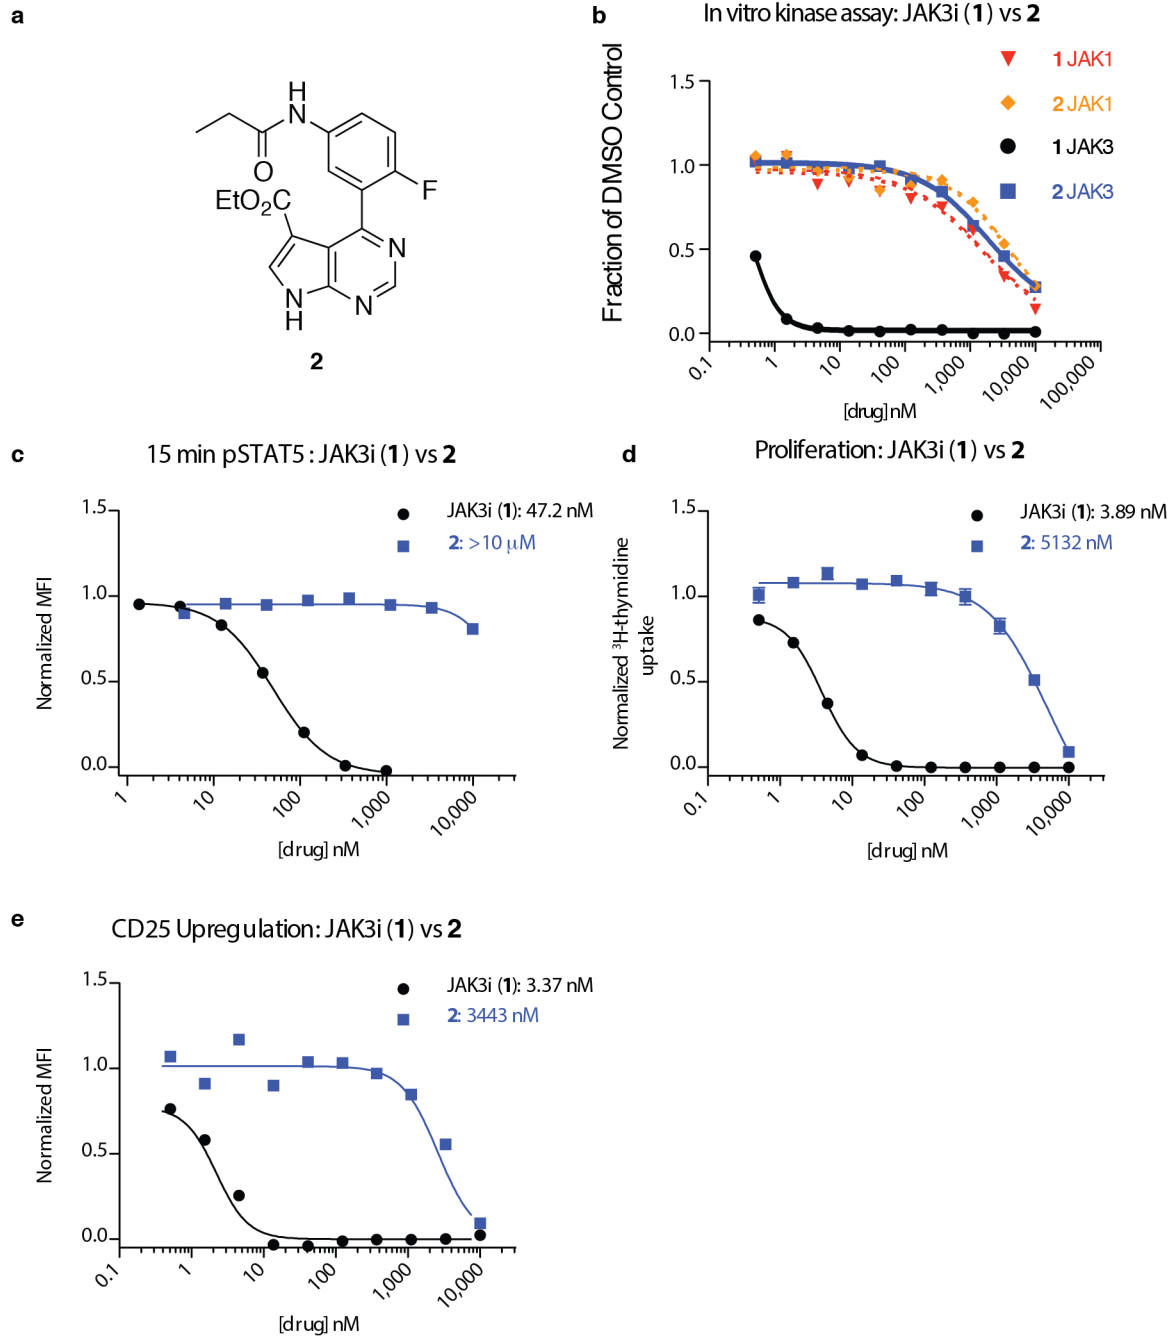 a
H
N
O
F
EtO2C
N
N
N
H
2
b
In vitro kinase assay: JAK3i (1) vs 2
1 JAK1
2 JAK1
1 JAK3
2 JAK3
Fraction of DMSO Control
1.5
1.0
0.5
0.0
0.1
1
10
100
1,000
10,000
100,000
[drug] nM
c
15 min pSTAT5: JAK3i (1) vs 2
JAK3i (1): 47.2 nM
2: >10 μM
Normalized MFI
1.5
1.0
0.5
0.0
1
10
100
1,000
10,000
[drug] nM
d
Proliferation: JAK3i (1) vs 2
JAK3i (1): 3.89 nM
2: 5132 nM
Normalized ³H-thymidine
uptake
1.5
1.0
0.5
0.0
0.1
1
10
100
1,000
10,000
[drug] nM
e
CD25 Upregulation: JAK3i (1) vs 2
JAK3i (1): 3.37 nM
2: 3443 nM
Normalized MFI
1.5
1.0
0.5
0.0
0.1
1
10
100
1,000
10,000
[drug] nM